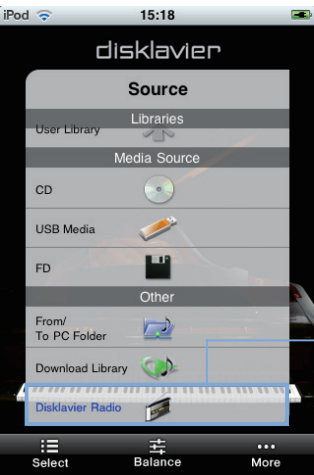 iPod 15:18
disklavier
Source
Libraries
User Library
Media Source
CD
USB Media
FD
Other
From/
To PC Folder
Download Library
Disklavier Radio
Select Balance More